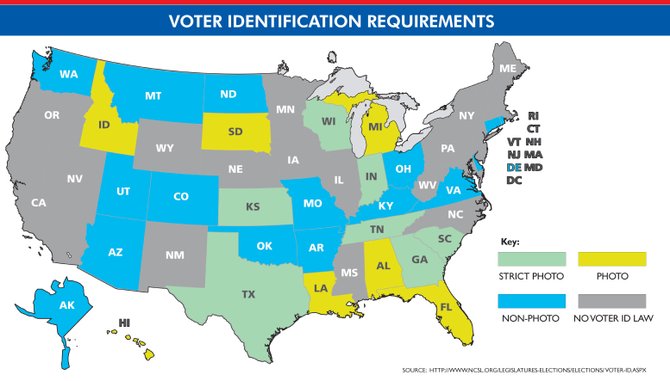 VOTER IDENTIFICATION REQUIREMENTS
WA
MT
ND
MN
ME
OR
ID
SD
WI
MI
NY
WY
RI
CT
VT NH
NJ MA
DE MD
DC
NE
IA
PA
NV
UT
CO
IL
IN
OH
WV
VA
CA
KS
MO
KY
NC
TN
AZ
NM
OK
AR
SC
MS
AL
GA
TX
LA
FL
AK
HI
Key:
STRICT PHOTO
PHOTO
NON-PHOTO
NO VOTER ID LAW
SOURCE: HTTP://WWW.NCSL.ORG/LEGISLATURES-ELECTIONS/ELECTIONS/VOTER-ID.ASPX